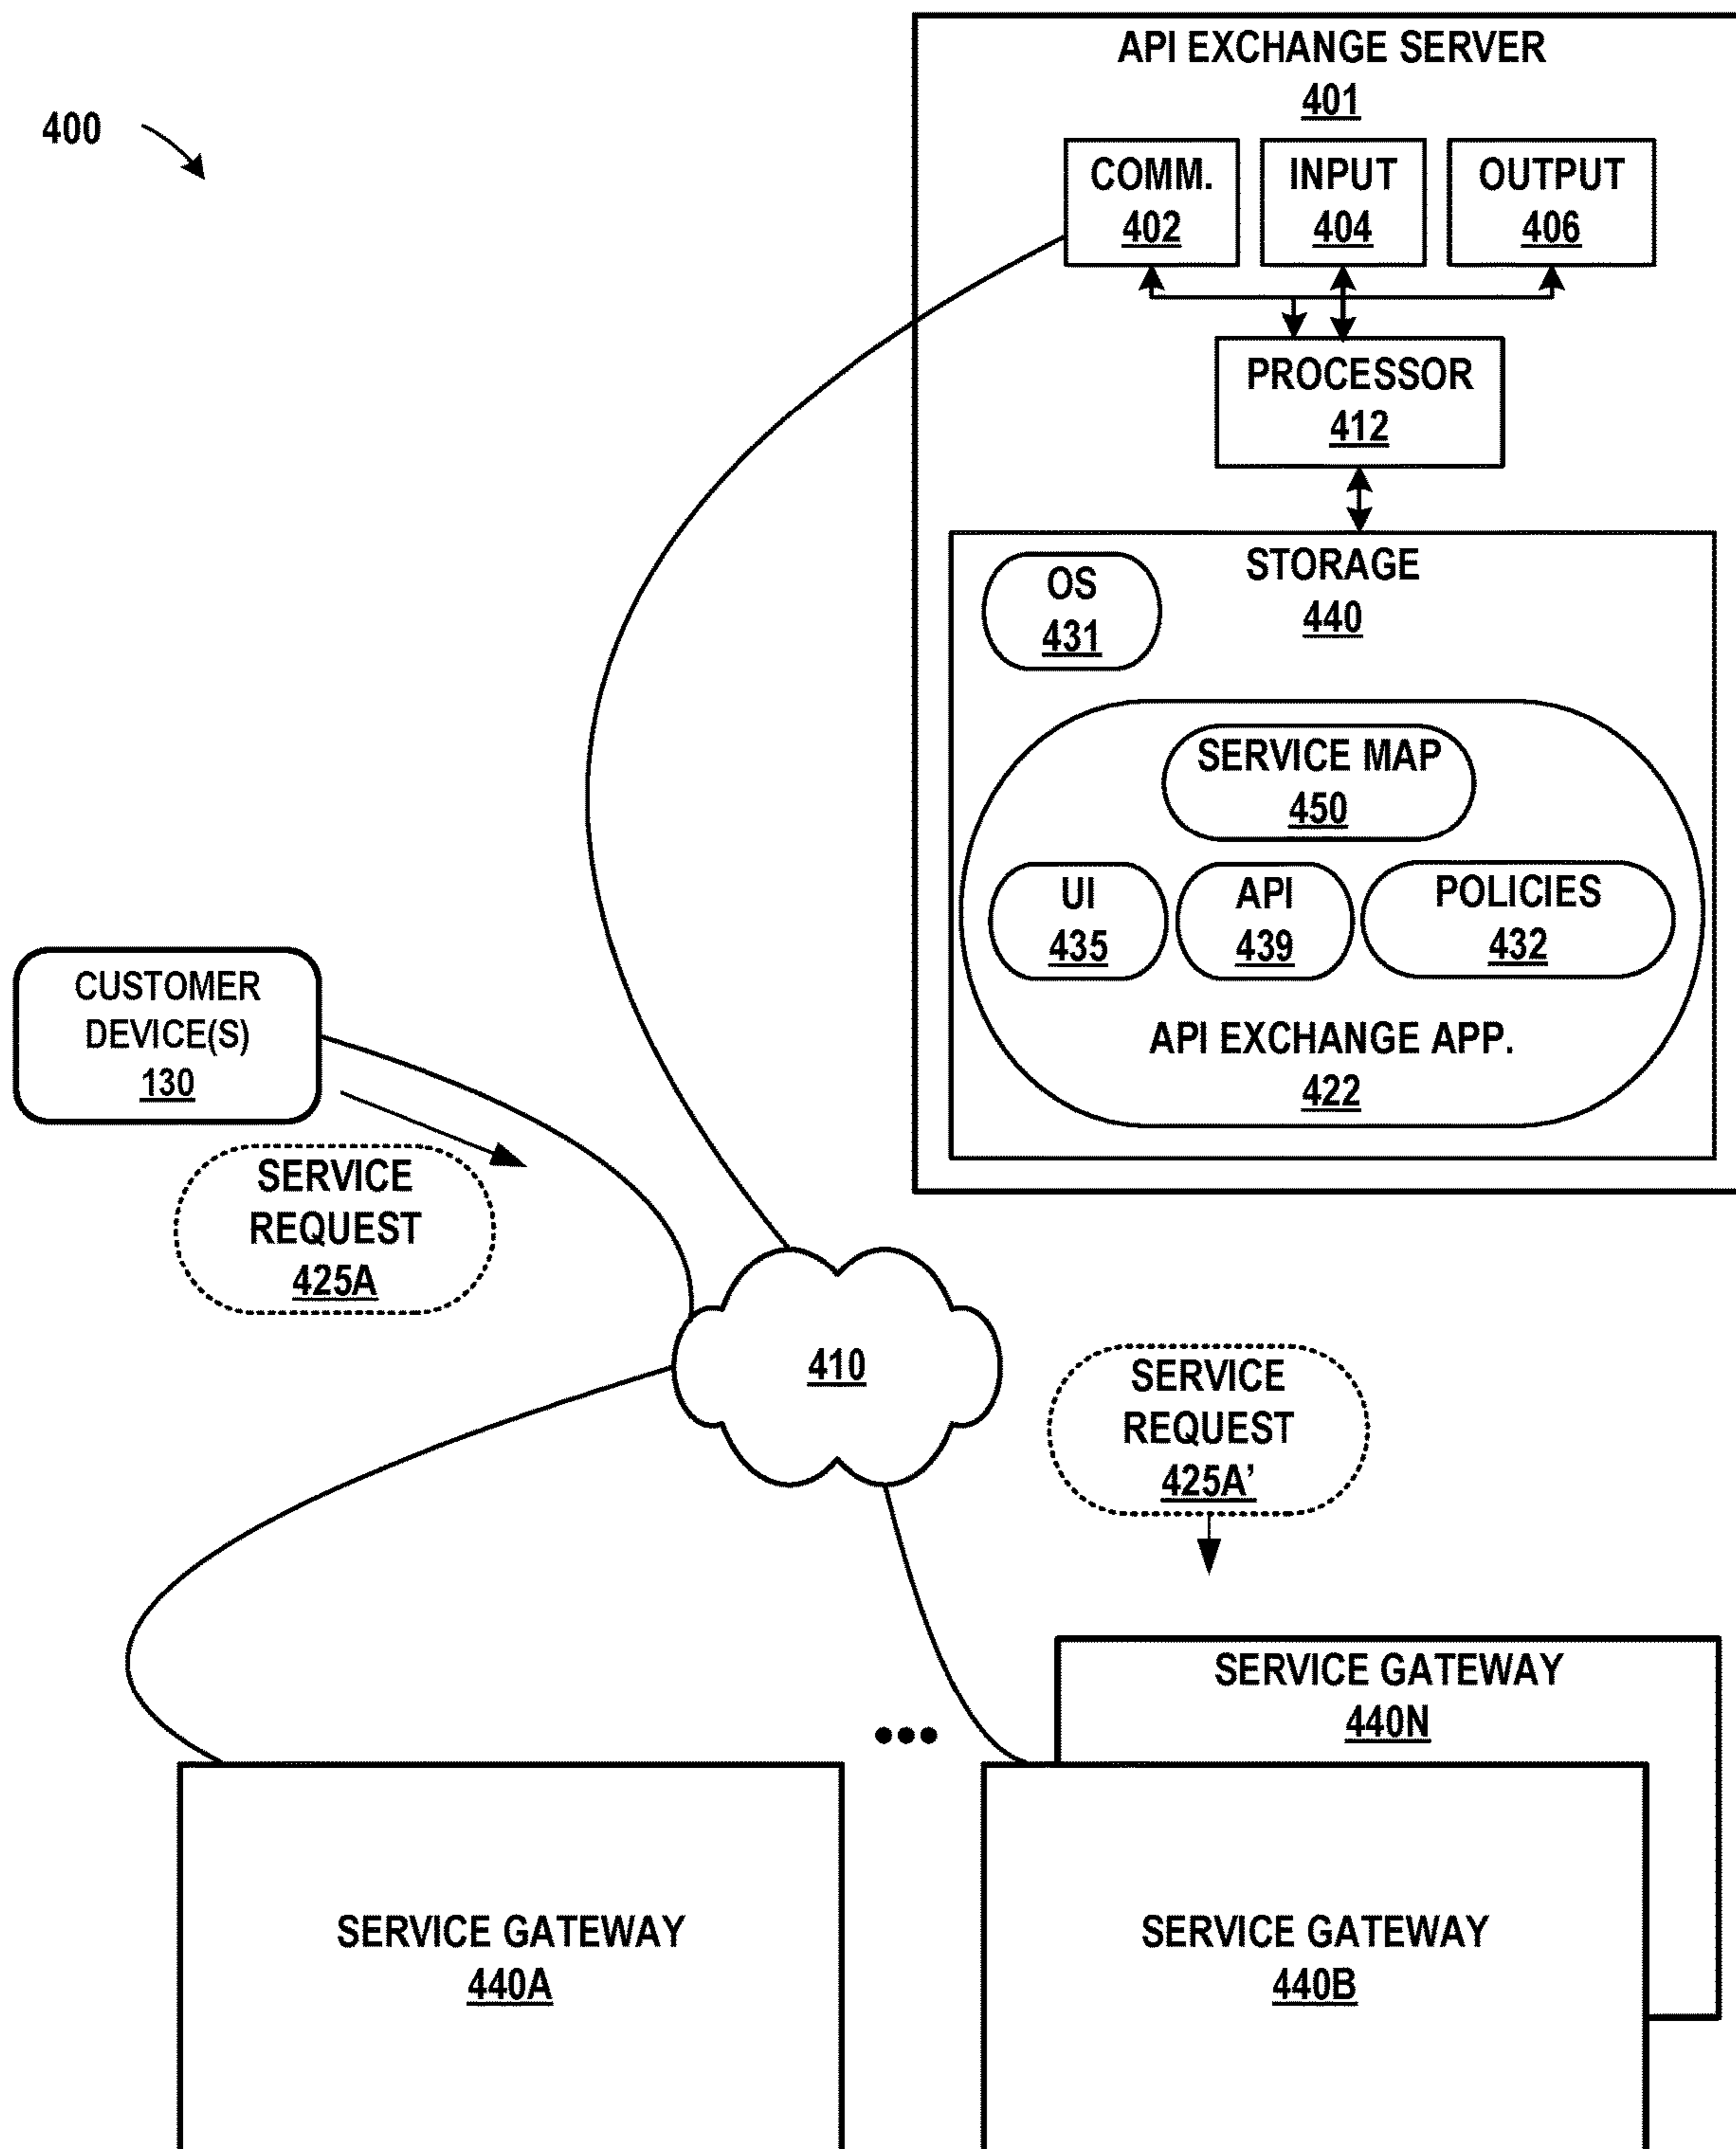 400
API EXCHANGE SERVER
401
COMM.
402
INPUT
404
OUTPUT
406
PROCESSOR
412
STORAGE
440
OS
431
SERVICE MAP
450
UI
435
API
439
POLICIES
432
API EXCHANGE APP.
422
CUSTOMER
DEVICE(S)
130
SERVICE
REQUEST
425A
410
SERVICE
REQUEST
425A’
SERVICE GATEWAY
440N
SERVICE GATEWAY
440A
SERVICE GATEWAY
440B